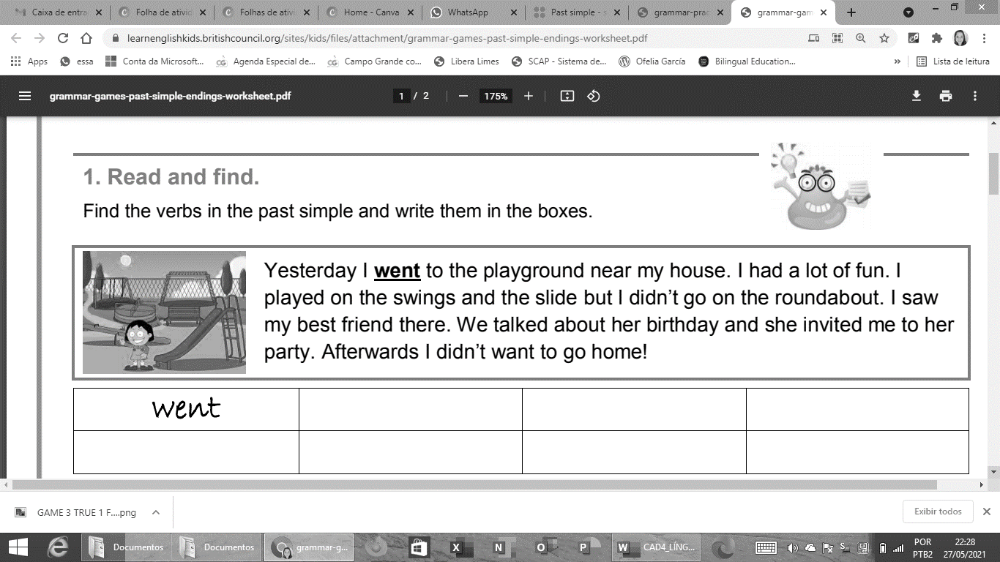 Caixa de entra
Folha de ativid
Folhas de ativi
Home - Canva
WhatsApp
Past simple - s
grammar-prac
grammar-gam
learnenglishkids.britishcouncil.org/sites/kids/files/attachment/grammar-games-past-simple-endings-worksheet.pdf
Apps
essa
Conta da Microsoft...
Agenda Especial de...
Campo Grande co...
Libera Limes
SCAP - Sistema de...
Ofelia García
Bilingual Education...
»
Lista de leitura
grammar-games-past-simple-endings-worksheet.pdf
1 / 2
175%
1. Read and find.
Find the verbs in the past simple and write them in the boxes.
Yesterday I went to the playground near my house. I had a lot of fun. I
played on the swings and the slide but I didn't go on the roundabout. I saw
my best friend there. We talked about her birthday and she invited me to her
party. Afterwards I didn't want to go home!
went
GAME 3 TRUE 1 F....png
Exibir todos
Documentos
Documentos
grammar-g...
CAD4_LÍNG...
POR
PTB2
22:28
27/05/2021